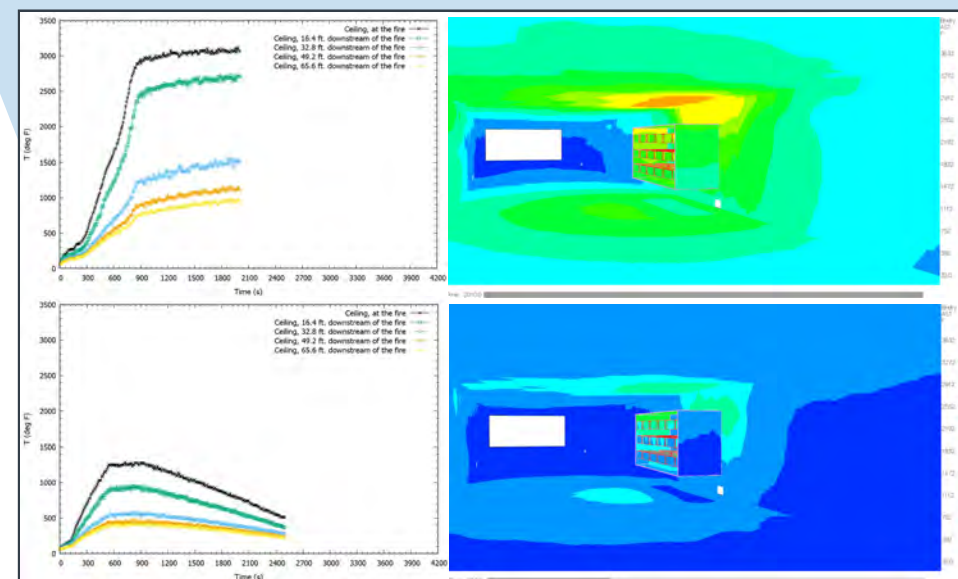 3500
3000
2500
2000
1500
1000
500
0
T (deg F)
Ceiling, at the fire
Ceiling, 16.4 ft. downstream of the fire
Ceiling, 32.8 ft. downstream of the fire
Ceiling, 49.2 ft. downstream of the fire
Ceiling, 65.6 ft. downstream of the fire
0 300 600 900 1200 1500 1800 2100 2400 2700 3000 3300 3600 3900 4200
Time (s)
3500
3000
2500
2000
1500
1000
500
0
T (deg F)
Ceiling, at the fire
Ceiling, 16.4 ft. downstream of the fire
Ceiling, 32.8 ft. downstream of the fire
Ceiling, 49.2 ft. downstream of the fire
Ceiling, 65.6 ft. downstream of the fire
0 300 600 900 1200 1500 1800 2100 2400 2700 3000 3300 3600 3900 4200
Time (s)